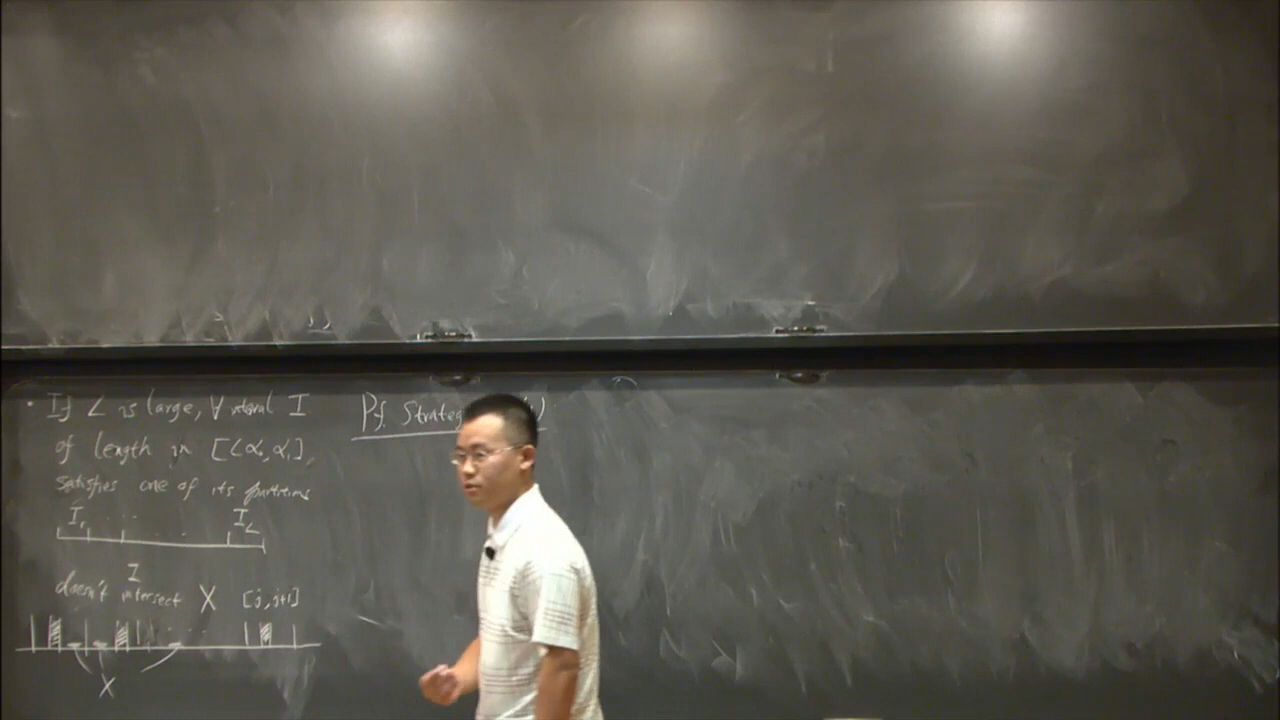 · If L is large, ∀ interval I
of length in [Lα₀, α₁],
satisfies one of its partitions
I₁ ... I_L
I
doesn't intersect X [j, j+1]
...
X
Pf. Strateg